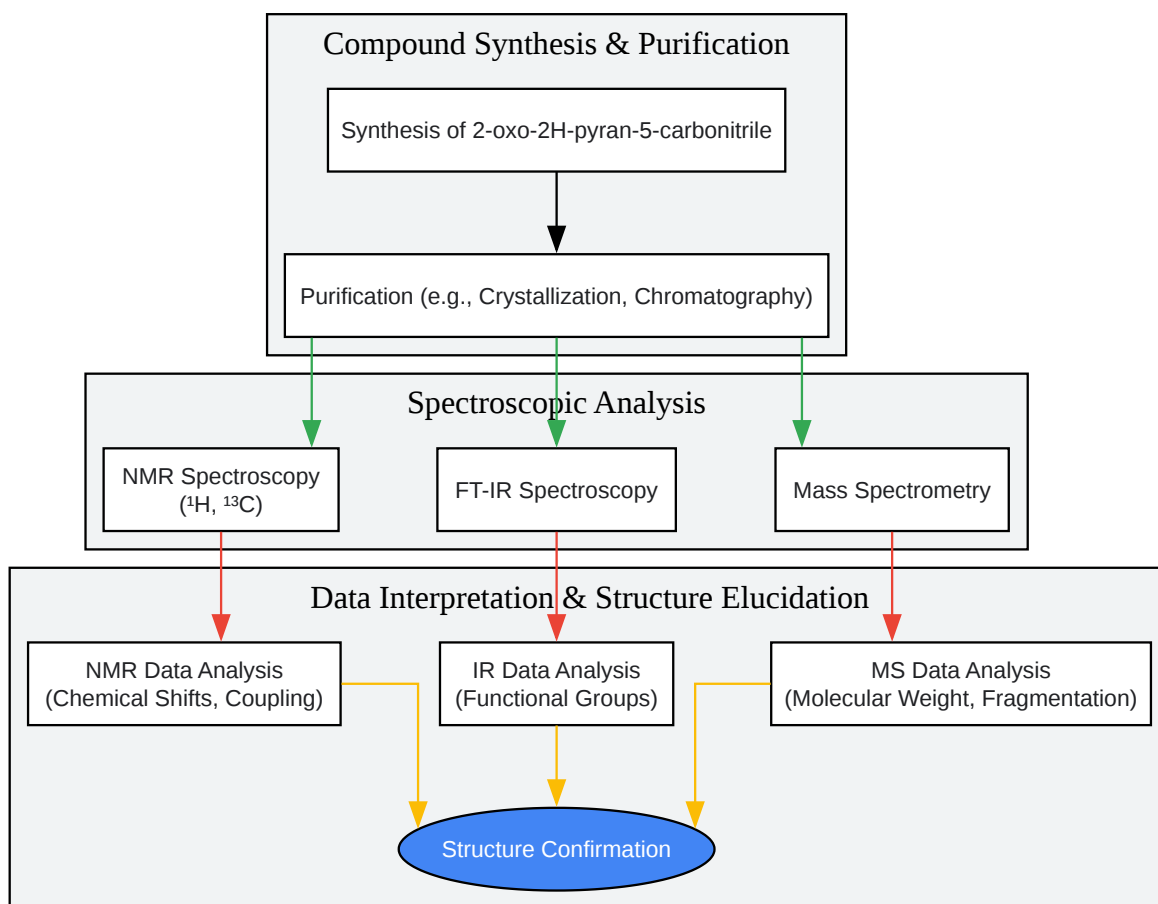 Compound Synthesis & Purification
Synthesis of 2-oxo-2H-pyran-5-carbonitrile
Purification (e.g., Crystallization, Chromatography)
Spectroscopic Analysis
NMR Spectroscopy
(¹H, ¹³C)
FT-IR Spectroscopy
Mass Spectrometry
Data Interpretation & Structure Elucidation
NMR Data Analysis
(Chemical Shifts, Coupling)
IR Data Analysis
(Functional Groups)
MS Data Analysis
(Molecular Weight, Fragmentation)
Structure Confirmation